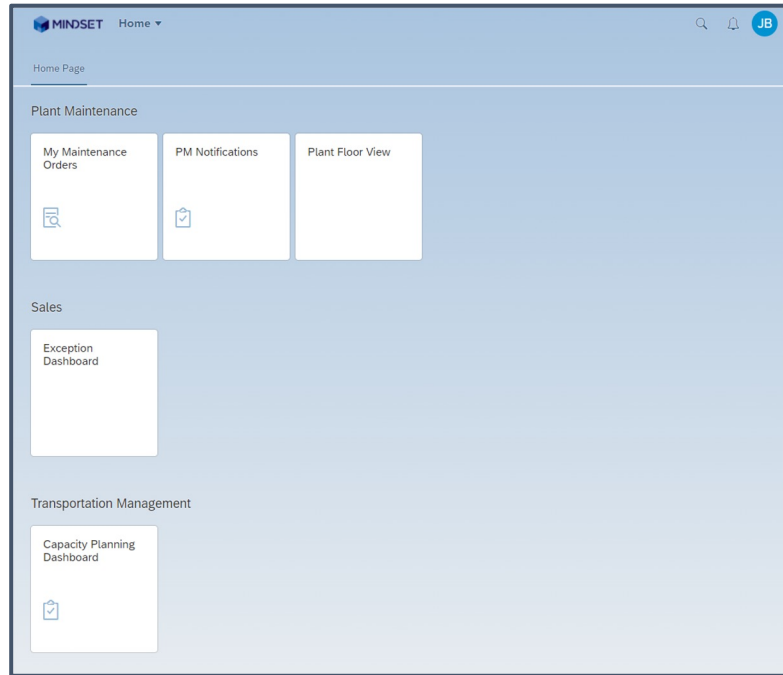 MINDSET Home
JB
Home Page
Plant Maintenance
My Maintenance
Orders
PM Notifications
Plant Floor View
Sales
Exception
Dashboard
Transportation Management
Capacity Planning
Dashboard